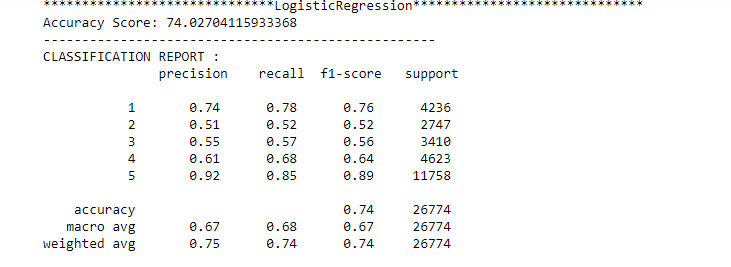 ******************************LogisticRegression******************************
Accuracy Score: 74.02704115933368
---------------------------------------------------
CLASSIFICATION REPORT :
precision recall f1-score support
1 0.74 0.78 0.76 4236
2 0.51 0.52 0.52 2747
3 0.55 0.57 0.56 3410
4 0.61 0.68 0.64 4623
5 0.92 0.85 0.89 11758
accuracy 0.74 26774
macro avg 0.67 0.68 0.67 26774
weighted avg 0.75 0.74 0.74 26774